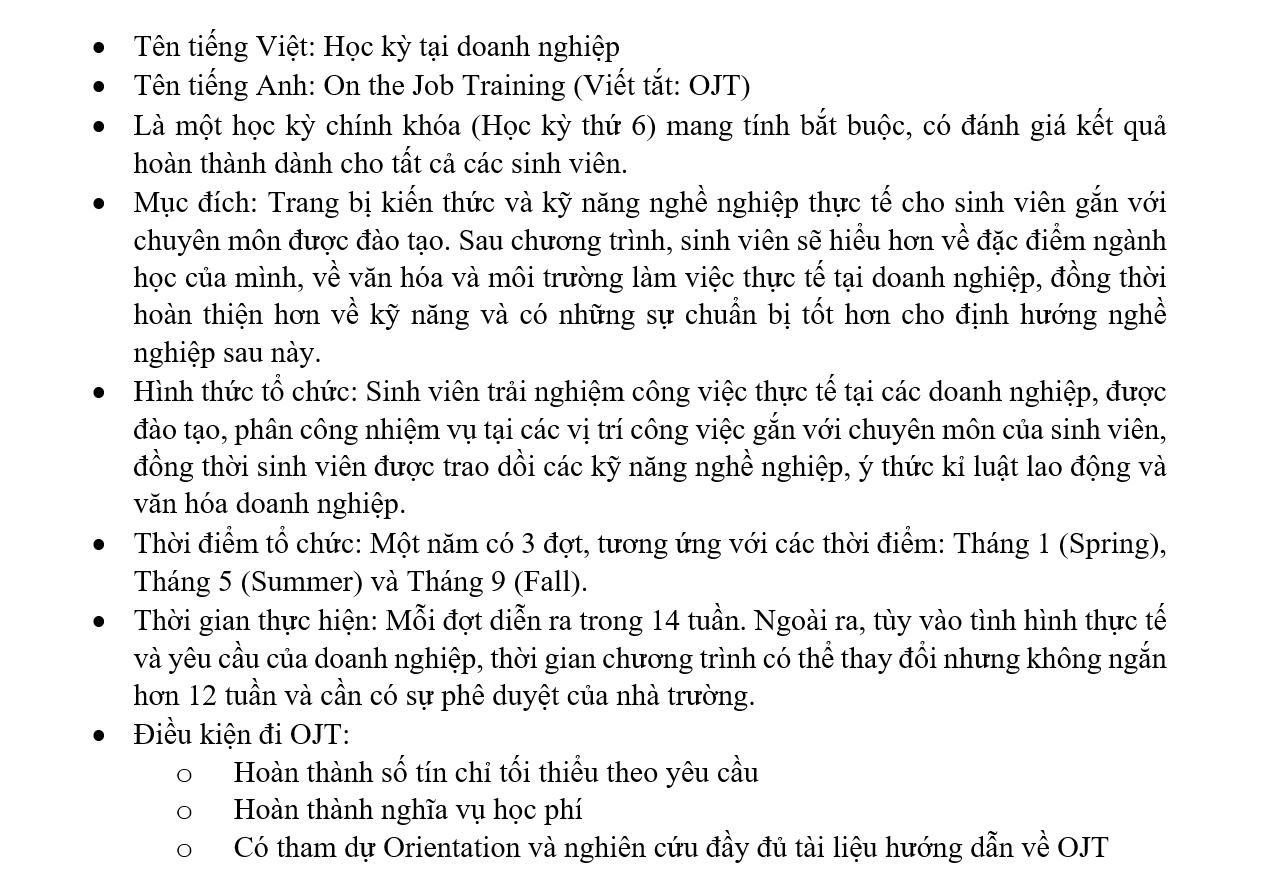 • Tên tiếng Việt: Học kỳ tại doanh nghiệp
• Tên tiếng Anh: On the Job Training (Viết tắt: OJT)
• Là một học kỳ chính khóa (Học kỳ thứ 6) mang tính bắt buộc, có đánh giá kết quả
hoàn thành dành cho tất cả các sinh viên.
• Mục đích: Trang bị kiến thức và kỹ năng nghề nghiệp thực tế cho sinh viên gắn với
chuyên môn được đào tạo. Sau chương trình, sinh viên sẽ hiểu hơn về đặc điểm ngành
học của mình, về văn hóa và môi trường làm việc thực tế tại doanh nghiệp, đồng thời
hoàn thiện hơn về kỹ năng và có những sự chuẩn bị tốt hơn cho định hướng nghề
nghiệp sau này.
• Hình thức tổ chức: Sinh viên trải nghiệm công việc thực tế tại các doanh nghiệp, được
đào tạo, phân công nhiệm vụ tại các vị trí công việc gắn với chuyên môn của sinh viên,
đồng thời sinh viên được trao dồi các kỹ năng nghề nghiệp, ý thức kỉ luật lao động và
văn hóa doanh nghiệp.
• Thời điểm tổ chức: Một năm có 3 đợt, tương ứng với các thời điểm: Tháng 1 (Spring),
Tháng 5 (Summer) và Tháng 9 (Fall).
• Thời gian thực hiện: Mỗi đợt diễn ra trong 14 tuần. Ngoài ra, tùy vào tình hình thực tế
và yêu cầu của doanh nghiệp, thời gian chương trình có thể thay đổi nhưng không ngắn
hơn 12 tuần và cần có sự phê duyệt của nhà trường.
• Điều kiện đi OJT:
o Hoàn thành số tín chỉ tối thiểu theo yêu cầu
o Hoàn thành nghĩa vụ học phí
o Có tham dự Orientation và nghiên cứu đầy đủ tài liệu hướng dẫn về OJT